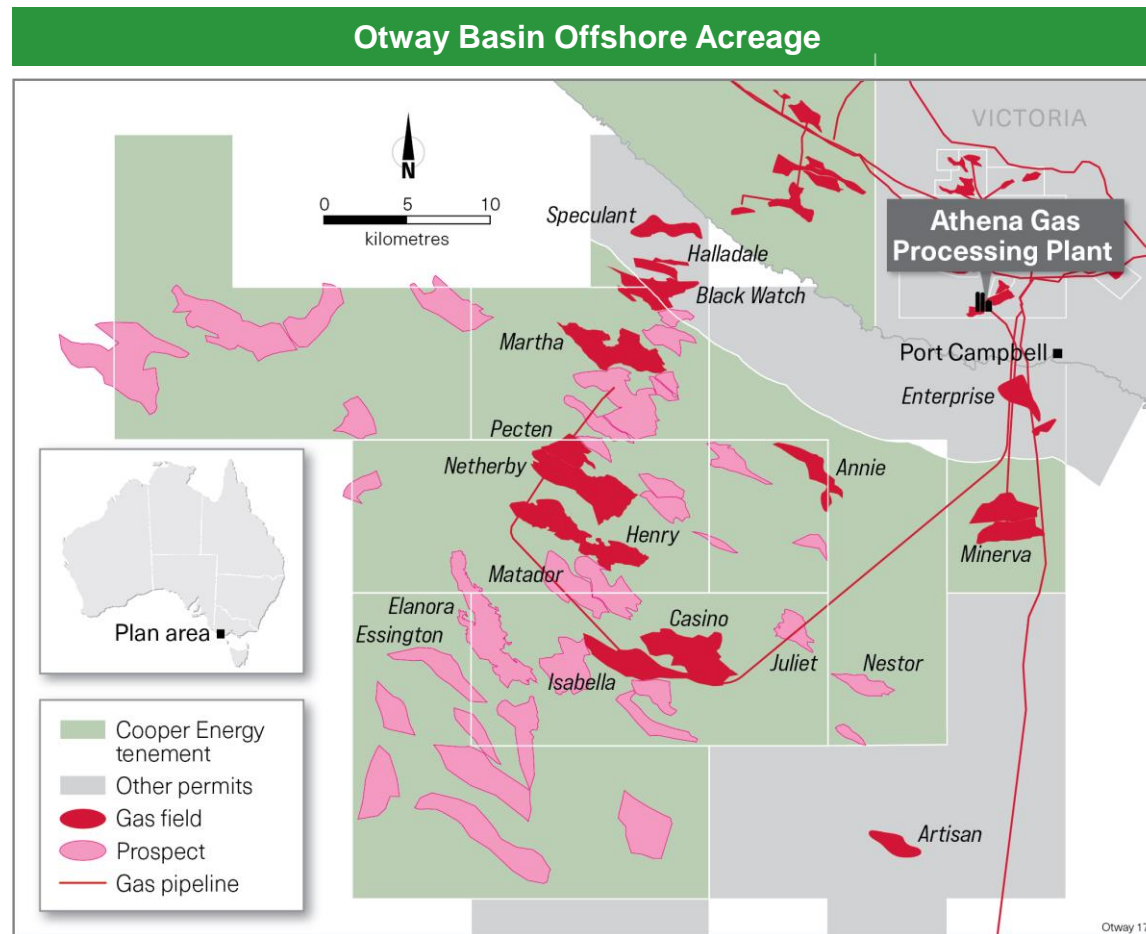 Otway Basin Offshore Acreage
VICTORIA
N
0 5 10
kilometres
Speculant
Halladale
Black Watch
Athena Gas
Processing Plant
Port Campbell
Martha
Enterprise
Pecten
Netherby
Annie
Henry
Minerva
Matador
Elanora
Essington
Casino
Isabella
Juliet
Nestor
Artisan
Plan area
Cooper Energy
tenement
Other permits
Gas field
Prospect
Gas pipeline
Otway 17